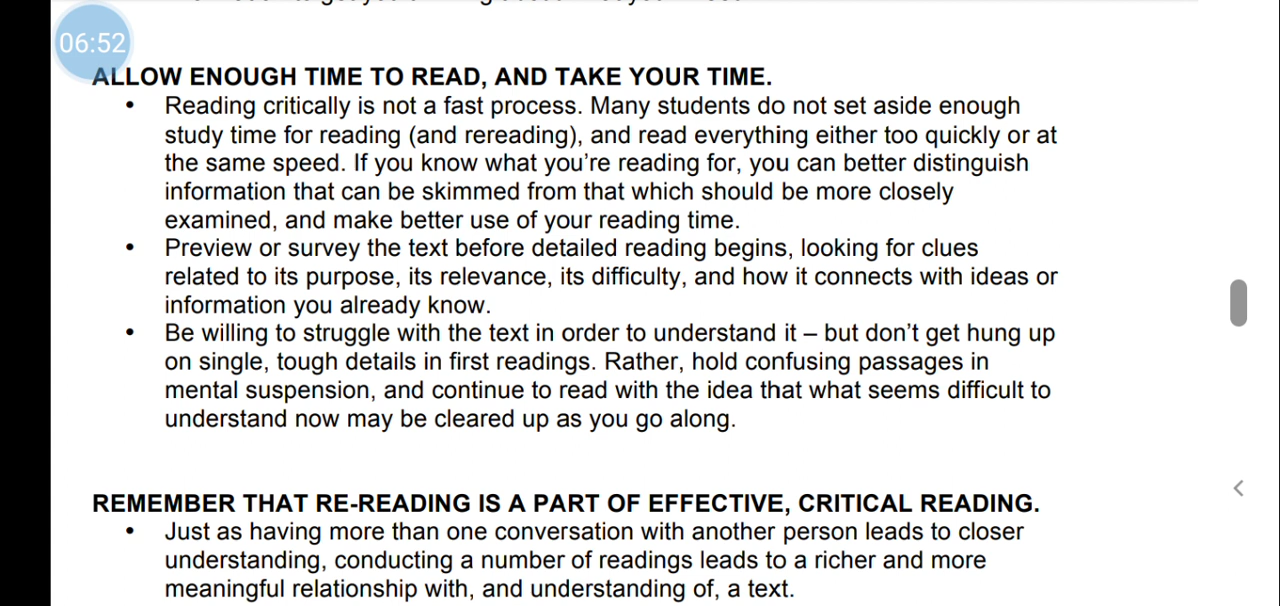 06:52
ALLOW ENOUGH TIME TO READ, AND TAKE YOUR TIME.
• Reading critically is not a fast process. Many students do not set aside enough
study time for reading (and rereading), and read everything either too quickly or at
the same speed. If you know what you’re reading for, you can better distinguish
information that can be skimmed from that which should be more closely
examined, and make better use of your reading time.
• Preview or survey the text before detailed reading begins, looking for clues
related to its purpose, its relevance, its difficulty, and how it connects with ideas or
information you already know.
• Be willing to struggle with the text in order to understand it – but don’t get hung up
on single, tough details in first readings. Rather, hold confusing passages in
mental suspension, and continue to read with the idea that what seems difficult to
understand now may be cleared up as you go along.
REMEMBER THAT RE-READING IS A PART OF EFFECTIVE, CRITICAL READING.
• Just as having more than one conversation with another person leads to closer
understanding, conducting a number of readings leads to a richer and more
meaningful relationship with, and understanding of, a text.